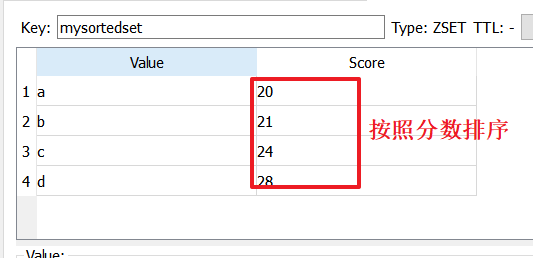 Key: mysortedset Type: ZSET TTL: -
Value Score
1 a 20
2 b 21
3 c 24
4 d 28
按照分数排序
Value: